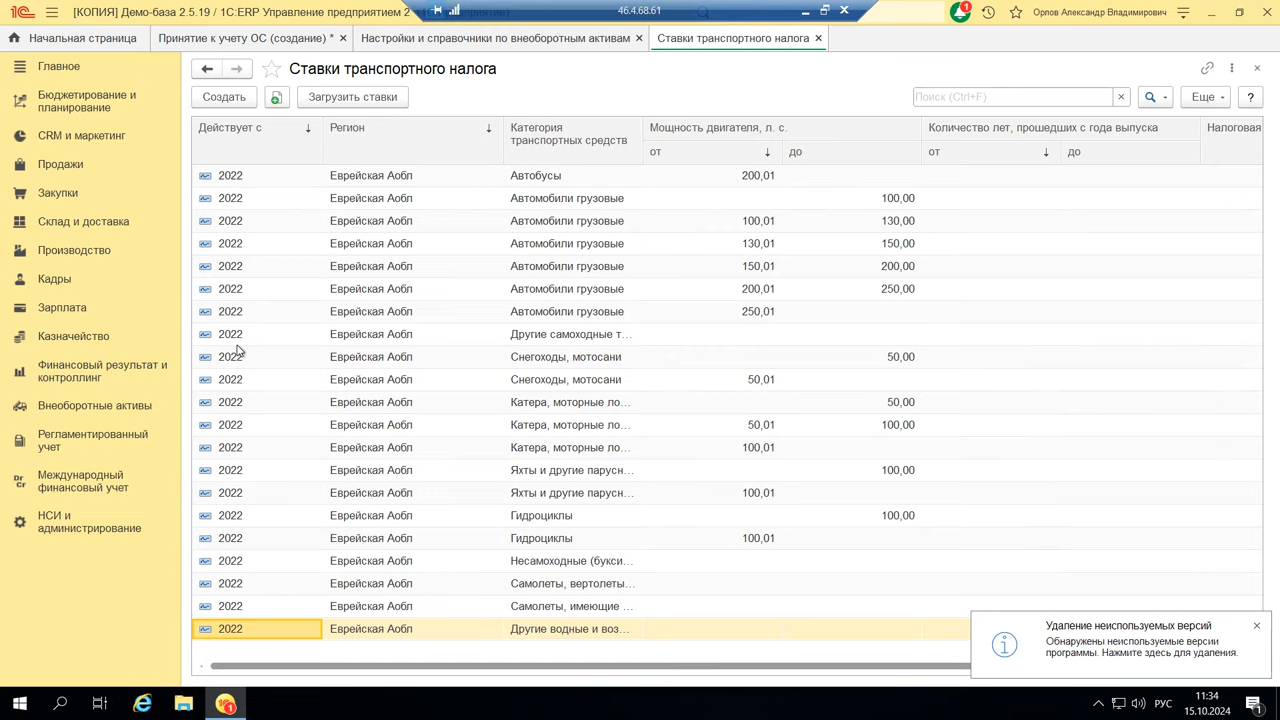 [КОПИЯ] Демо-база 2.5.19 / 1С:ERP Управление предприятием 2
46.4.68.61
1
Орлов Александр Владимирович
Начальная страница
Принятие к учету ОС (создание) * ×
Настройки и справочники по внеоборотным активам ×
Ставки транспортного налога ×
Главное
Бюджетирование и
планирование
CRM и маркетинг
Продажи
Закупки
Склад и доставка
Производство
Кадры
Зарплата
Казначейство
Финансовый результат и
контроллинг
Внеоборотные активы
Регламентированный
учет
Международный
финансовый учет
НСИ и
администрирование
Ставки транспортного налога
Создать
Загрузить ставки
Поиск (Ctrl+F)
Еще
?
Действует с
Регион
Категория
транспортных средств
Мощность двигателя, л. с.
Количество лет, прошедших с года выпуска
Налоговая
от
до
от
до
2022 Еврейская Аобл Автобусы 200,01
2022 Еврейская Аобл Автомобили грузовые 100,00
2022 Еврейская Аобл Автомобили грузовые 100,01 130,00
2022 Еврейская Аобл Автомобили грузовые 130,01 150,00
2022 Еврейская Аобл Автомобили грузовые 150,01 200,00
2022 Еврейская Аобл Автомобили грузовые 200,01 250,00
2022 Еврейская Аобл Автомобили грузовые 250,01
2022 Еврейская Аобл Другие самоходные т...
2022 Еврейская Аобл Снегоходы, мотосани 50,00
2022 Еврейская Аобл Снегоходы, мотосани 50,01
2022 Еврейская Аобл Катера, моторные ло... 50,00
2022 Еврейская Аобл Катера, моторные ло... 50,01 100,00
2022 Еврейская Аобл Катера, моторные ло... 100,01
2022 Еврейская Аобл Яхты и другие парусн... 100,00
2022 Еврейская Аобл Яхты и другие парусн... 100,01
2022 Еврейская Аобл Гидроциклы 100,00
2022 Еврейская Аобл Гидроциклы 100,01
2022 Еврейская Аобл Несамоходные (букси...
2022 Еврейская Аобл Самолеты, вертолеты...
2022 Еврейская Аобл Самолеты, имеющие ...
2022 Еврейская Аобл Другие водные и воз...
Удаление неиспользуемых версий
Обнаружены неиспользуемые версии
программы. Нажмите здесь для удаления.
РУС
11:34
15.10.2024
1
1